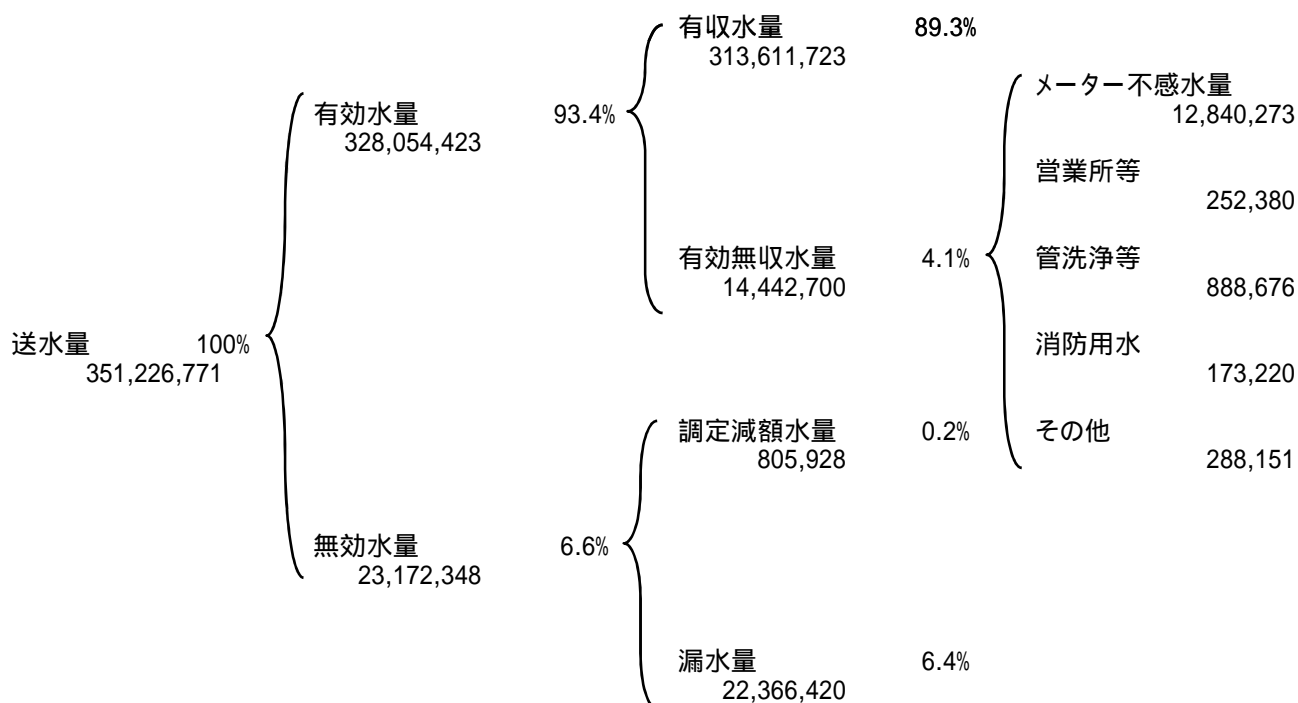 有収水量 89.3%
313,611,723
メーター不感水量
12,840,273
有効水量 93.4%
328,054,423
営業所等
252,380
有効無収水量 4.1%
14,442,700
管洗浄等
888,676
送水量 100%
351,226,771
消防用水
173,220
調定減額水量 0.2%
805,928
その他
288,151
無効水量 6.6%
23,172,348
漏水量 6.4%
22,366,420